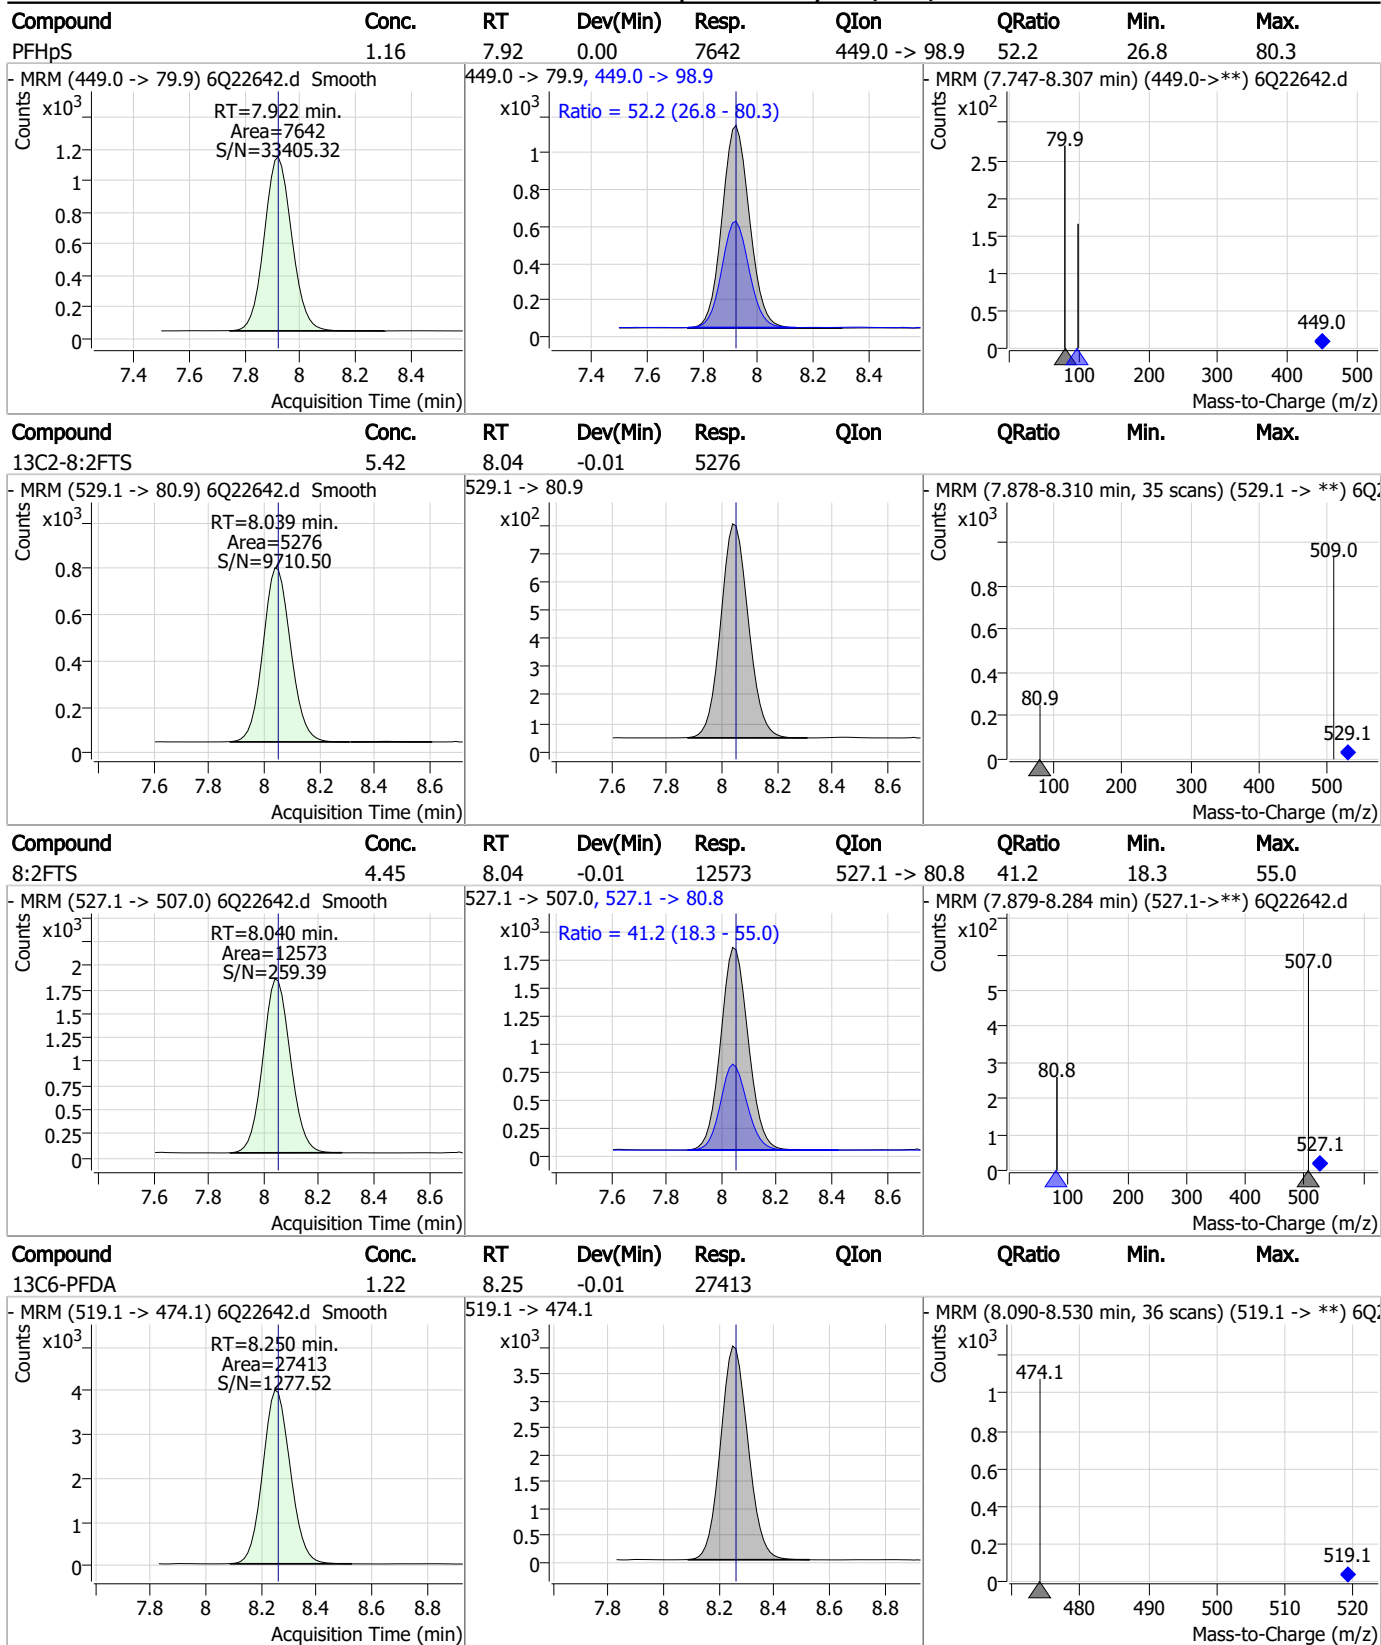 Compound Conc. RT Dev(Min) Resp. QIon QRatio Min. Max.
PFHpS 1.16 7.92 0.00 7642 449.0 -> 98.9 52.2 26.8 80.3
- MRM (449.0 -> 79.9) 6Q22642.d Smooth
Counts
x10³
RT=7.922 min.
Area=7642
S/N=33405.32
1.2
1
0.8
0.6
0.4
0.2
0
7.4 7.6 7.8 8 8.2 8.4
Acquisition Time (min)
449.0 -> 79.9, 449.0 -> 98.9
x10³
Ratio = 52.2 (26.8 - 80.3)
1
0.8
0.6
0.4
0.2
0
7.4 7.6 7.8 8 8.2 8.4
- MRM (7.747-8.307 min) (449.0->**) 6Q22642.d
Counts
x10²
79.9
2.5
2
1.5
1
0.5
0
449.0
100 200 300 400 500
Mass-to-Charge (m/z)
Compound Conc. RT Dev(Min) Resp. QIon QRatio Min. Max.
13C2-8:2FTS 5.42 8.04 -0.01 5276
- MRM (529.1 -> 80.9) 6Q22642.d Smooth
Counts
x10³
RT=8.039 min.
Area=5276
S/N=9710.50
0.8
0.6
0.4
0.2
0
7.6 7.8 8 8.2 8.4 8.6
Acquisition Time (min)
529.1 -> 80.9
x10²
7
6
5
4
3
2
1
0
7.6 7.8 8 8.2 8.4 8.6
- MRM (7.878-8.310 min, 35 scans) (529.1 -> **) 6Q2
Counts
x10³
509.0
0.8
0.6
0.4
0.2
0
80.9
529.1
100 200 300 400 500
Mass-to-Charge (m/z)
Compound Conc. RT Dev(Min) Resp. QIon QRatio Min. Max.
8:2FTS 4.45 8.04 -0.01 12573 527.1 -> 80.8 41.2 18.3 55.0
- MRM (527.1 -> 507.0) 6Q22642.d Smooth
Counts
x10³
RT=8.040 min.
Area=12573
S/N=259.39
2
1.75
1.5
1.25
1
0.75
0.5
0.25
0
7.6 7.8 8 8.2 8.4 8.6
Acquisition Time (min)
527.1 -> 507.0, 527.1 -> 80.8
x10³
Ratio = 41.2 (18.3 - 55.0)
1.75
1.5
1.25
1
0.75
0.5
0.25
0
7.6 7.8 8 8.2 8.4 8.6
- MRM (7.879-8.284 min) (527.1->**) 6Q22642.d
Counts
x10²
507.0
5
4
3
2
1
0
80.8
527.1
100 200 300 400 500
Mass-to-Charge (m/z)
Compound Conc. RT Dev(Min) Resp. QIon QRatio Min. Max.
13C6-PFDA 1.22 8.25 -0.01 27413
- MRM (519.1 -> 474.1) 6Q22642.d Smooth
Counts
x10³
RT=8.250 min.
Area=27413
S/N=1277.52
4
3
2
1
0
7.8 8 8.2 8.4 8.6 8.8
Acquisition Time (min)
519.1 -> 474.1
x10³
3.5
3
2.5
2
1.5
1
0.5
0
7.8 8 8.2 8.4 8.6 8.8
- MRM (8.090-8.530 min, 36 scans) (519.1 -> **) 6Q2
Counts
x10³
474.1
1
0.8
0.6
0.4
0.2
0
519.1
480 490 500 510 520
Mass-to-Charge (m/z)